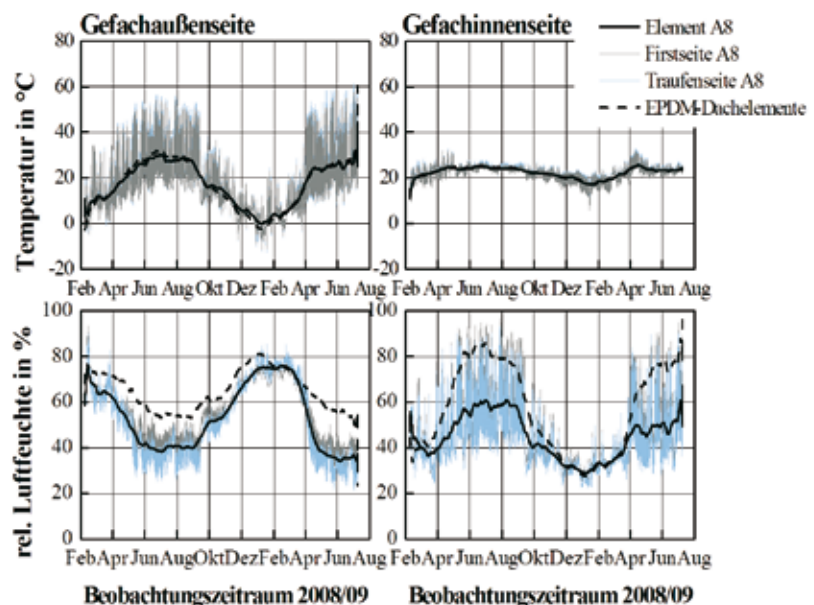 Gefachaußenseite
Gefachinnenseite
Element A8
Firstseite A8
Traufenseite A8
EPDM-Dachelemente
Temperatur in °C
80
60
40
20
0
-20
80
60
40
20
0
-20
Feb Apr Jun Aug Okt Dez Feb Apr Jun Aug
Feb Apr Jun Aug Okt Dez Feb Apr Jun Aug
rel. Luftfeuchte in %
100
80
60
40
20
0
100
80
60
40
20
0
Feb Apr Jun Aug Okt Dez Feb Apr Jun Aug
Feb Apr Jun Aug Okt Dez Feb Apr Jun Aug
Beobachtungszeitraum 2008/09
Beobachtungszeitraum 2008/09